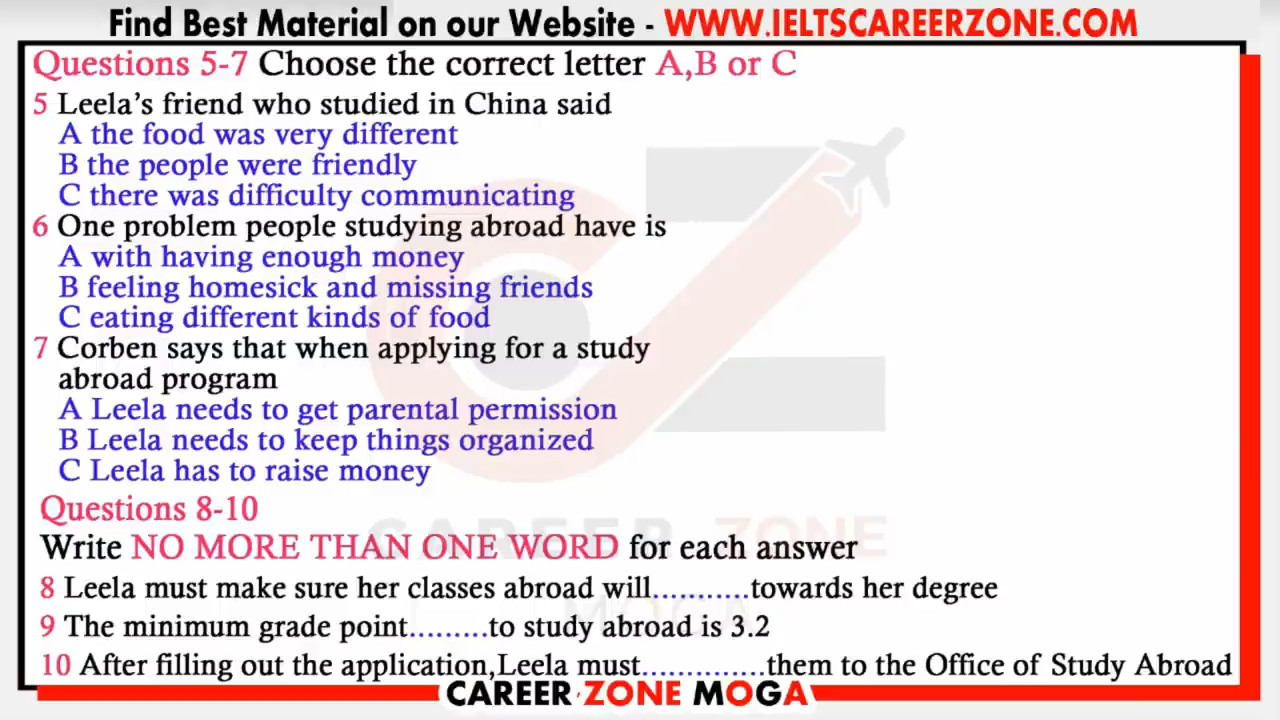 Find Best Material on our Website - WWW.IELTSCAREERZONE.COM
Questions 5-7 Choose the correct letter A,B or C
5 Leela's friend who studied in China said
A the food was very different
B the people were friendly
C there was difficulty communicating
6 One problem people studying abroad have is
A with having enough money
B feeling homesick and missing friends
C eating different kinds of food
7 Corben says that when applying for a study
abroad program
A Leela needs to get parental permission
B Leela needs to keep things organized
C Leela has to raise money
Questions 8-10
CAREER ZONE
Write NO MORE THAN ONE WORD for each answer
8 Leela must make sure her classes abroad will...........towards her degree
MOGA
9 The minimum grade point.........to study abroad is 3.2
10 After filling out the application,Leela must..............them to the Office of Study Abroad
CAREER ZONE MOGA